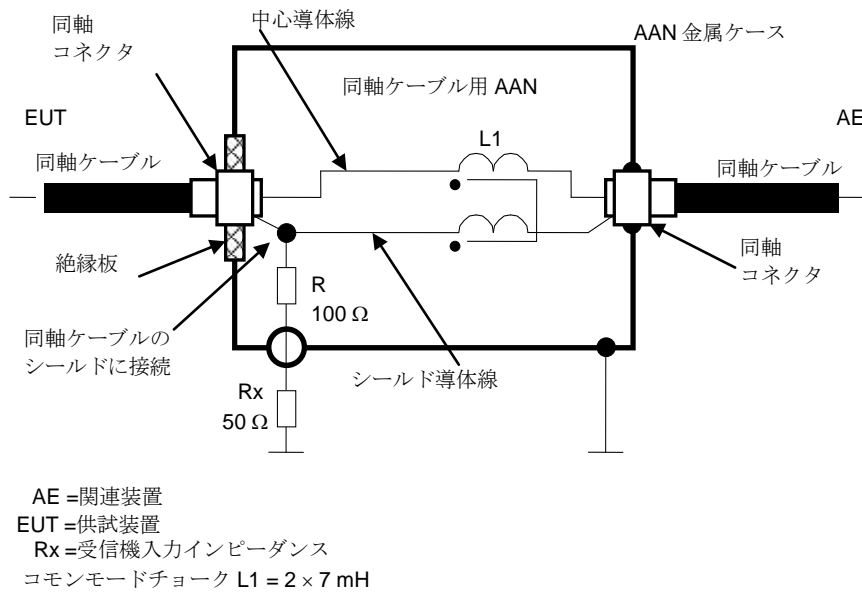 同軸
コネクタ
中心導体線
AAN 金属ケース
同軸ケーブル用 AAN
EUT
AE
L1
同軸ケーブル
同軸ケーブル
絶縁板
同軸
コネクタ
R
100 Ω
同軸ケーブルの
シールドに接続
シールド導体線
Rx
50 Ω
AE =関連装置
EUT =供試装置
Rx =受信機入力インピーダンス
コモンモードチョーク L1 = 2 × 7 mH